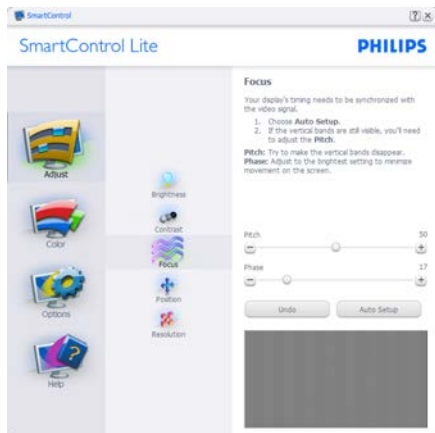 SmartControl
SmartControl Lite
PHILIPS
Adjust
Color
Options
Help
Brightness
Contrast
Focus
Position
Resolution
Focus
Your display's timing needs to be synchronized with
the video signal.
1. Choose Auto Setup.
2. If the vertical bands are still visible, you'll need
to adjust the Pitch.
Pitch: Try to make the vertical bands disappear.
Phase: Adjust to the brightest setting to minimize
movement on the screen.
Pitch 50
Phase 17
Undo Auto Setup